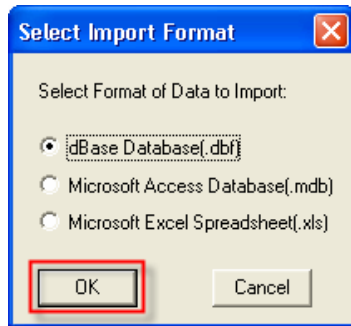 Select Import Format
Select Format of Data to Import:
dBase Database(.dbf)
Microsoft Access Database(.mdb)
Microsoft Excel Spreadsheet(.xls)
OK Cancel